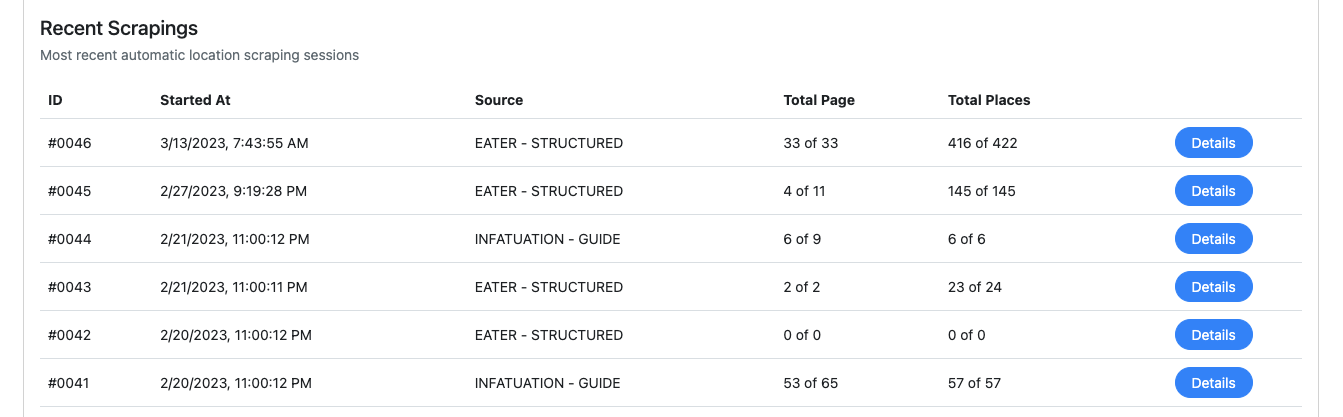 Recent Scrapings
Most recent automatic location scraping sessions
ID Started At Source Total Page Total Places
#0046 3/13/2023, 7:43:55 AM EATER - STRUCTURED 33 of 33 416 of 422 Details
#0045 2/27/2023, 9:19:28 PM EATER - STRUCTURED 4 of 11 145 of 145 Details
#0044 2/21/2023, 11:00:12 PM INFATUATION - GUIDE 6 of 9 6 of 6 Details
#0043 2/21/2023, 11:00:11 PM EATER - STRUCTURED 2 of 2 23 of 24 Details
#0042 2/20/2023, 11:00:12 PM EATER - STRUCTURED 0 of 0 0 of 0 Details
#0041 2/20/2023, 11:00:12 PM INFATUATION - GUIDE 53 of 65 57 of 57 Details